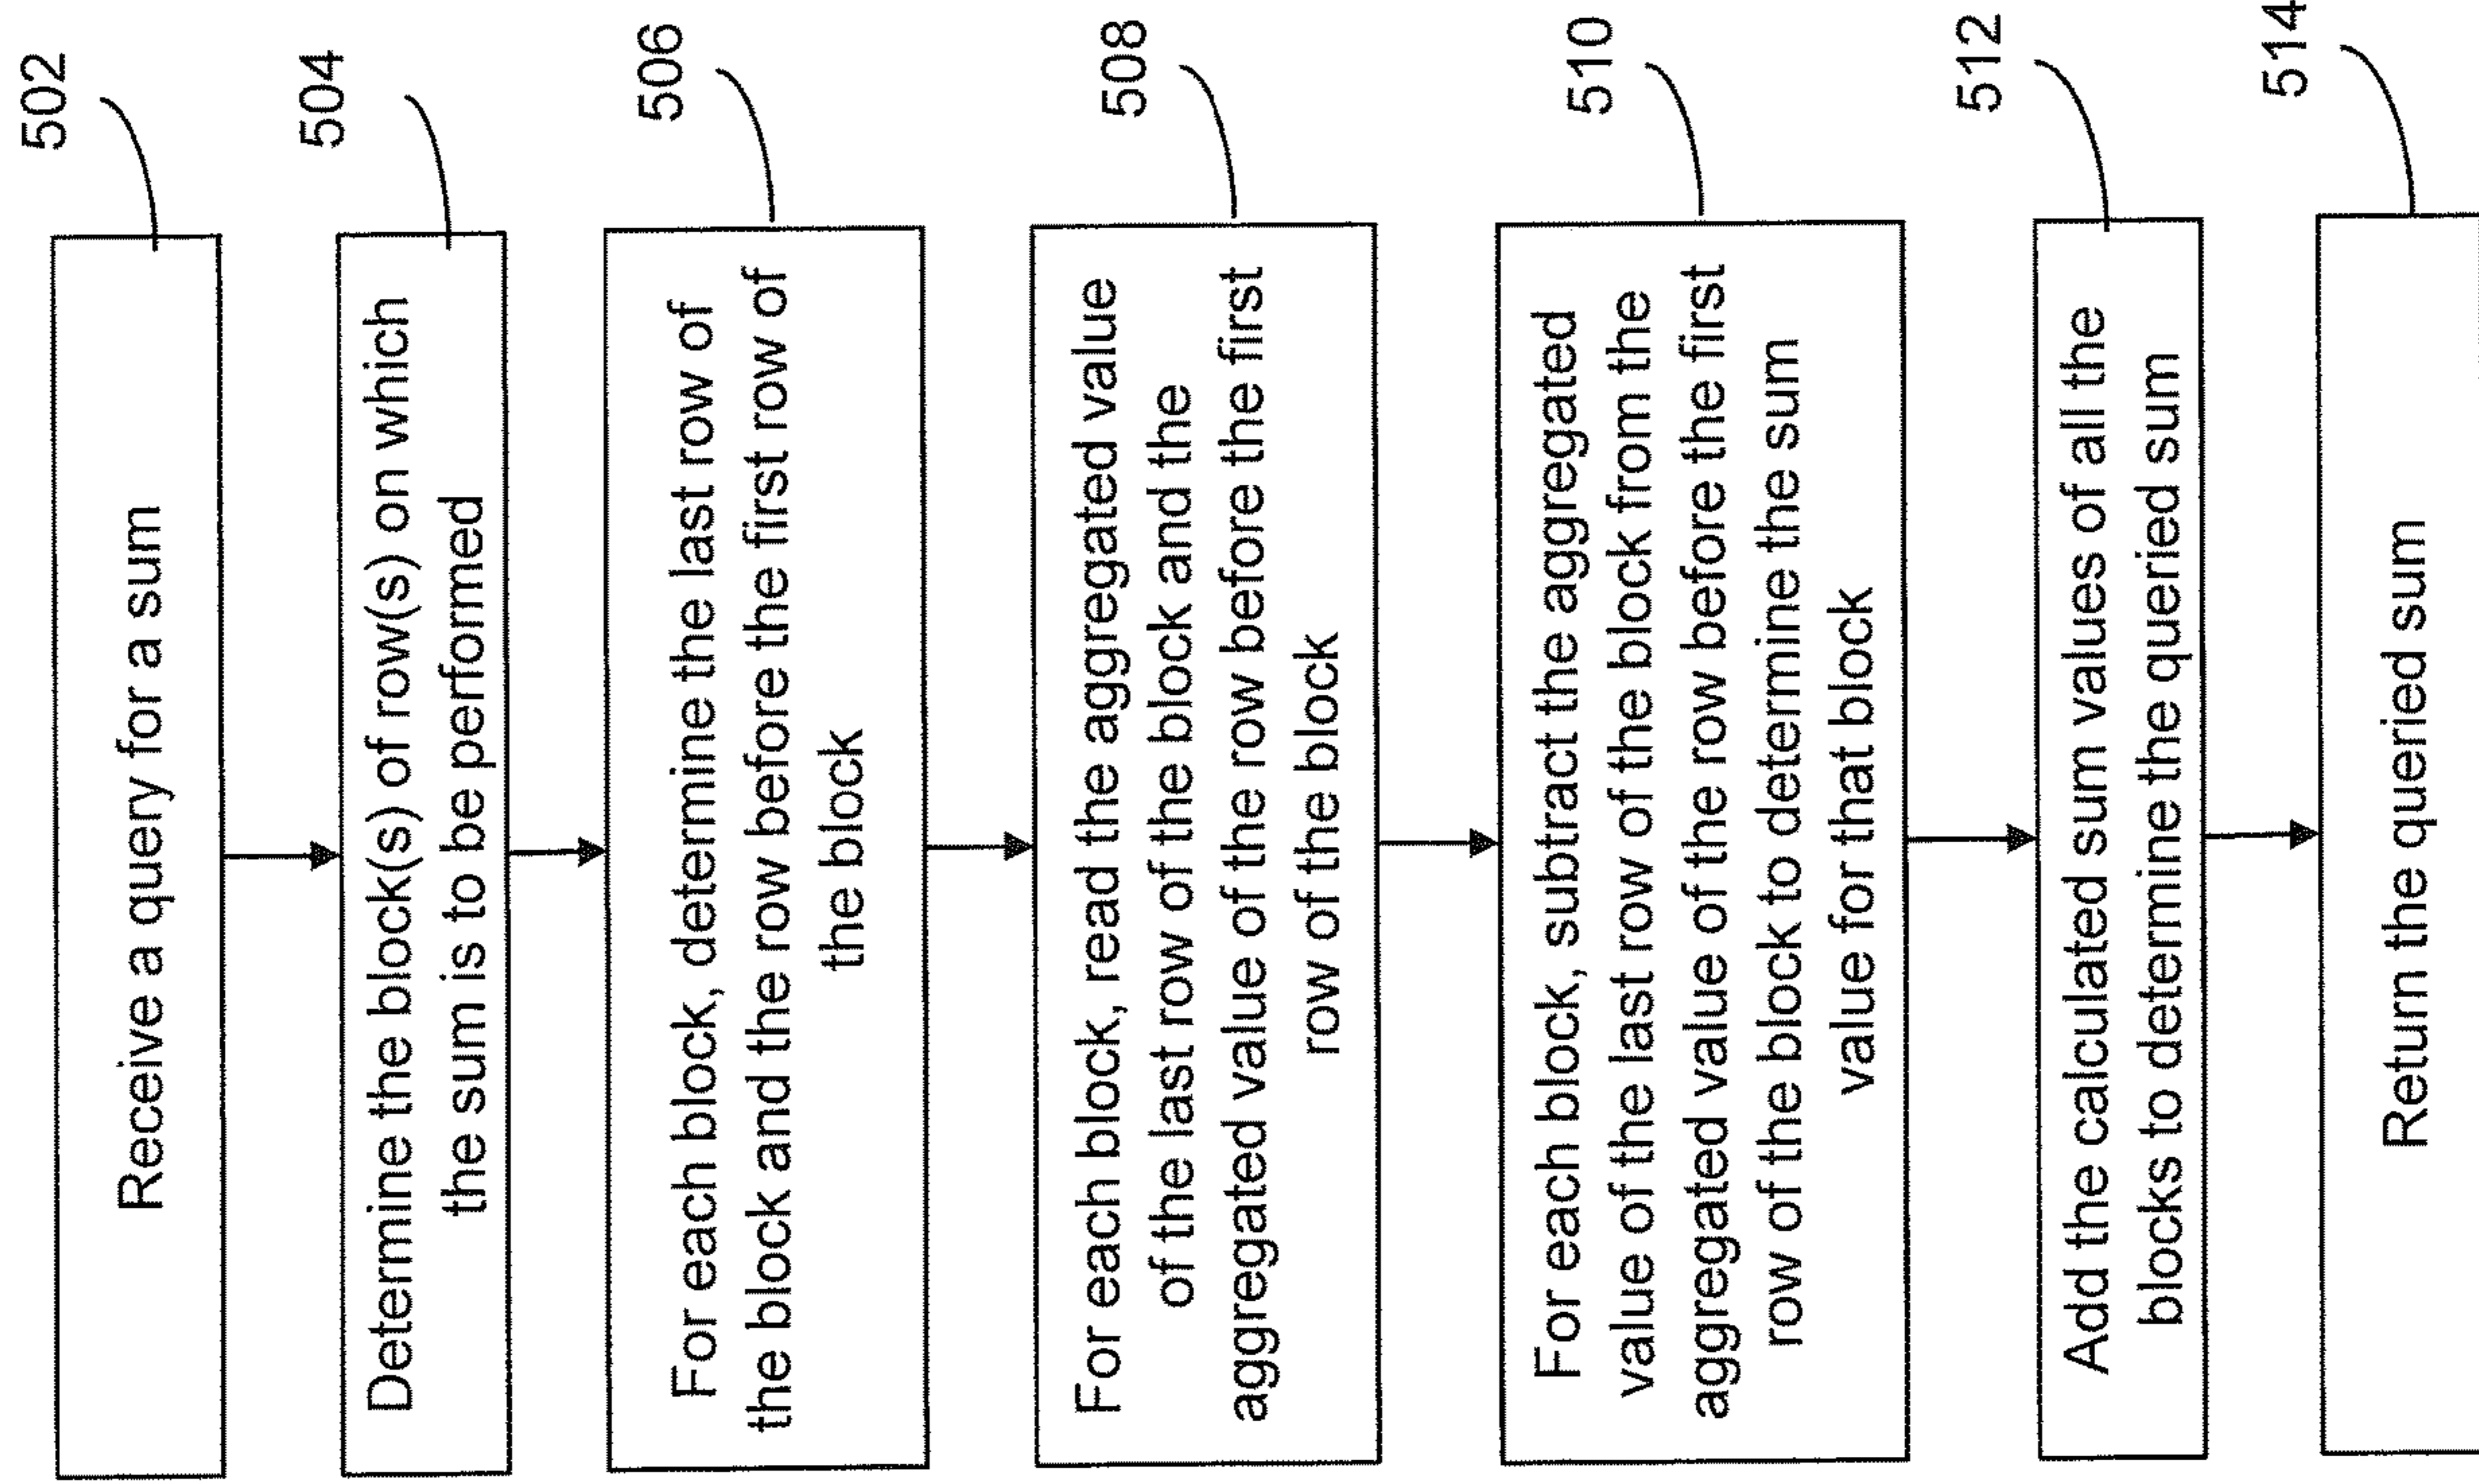 502
Receive a query for a sum
504
Determine the block(s) of row(s) on which
the sum is to be performed
506
For each block, determine the last row of
the block and the row before the first row of
the block
508
For each block, read the aggregated value
of the last row of the block and the
aggregated value of the row before the first
row of the block
510
For each block, subtract the aggregated
value of the last row of the block from the
aggregated value of the row before the first
row of the block to determine the sum
value for that block
512
Add the calculated sum values of all the
blocks to determine the queried sum
514
Return the queried sum